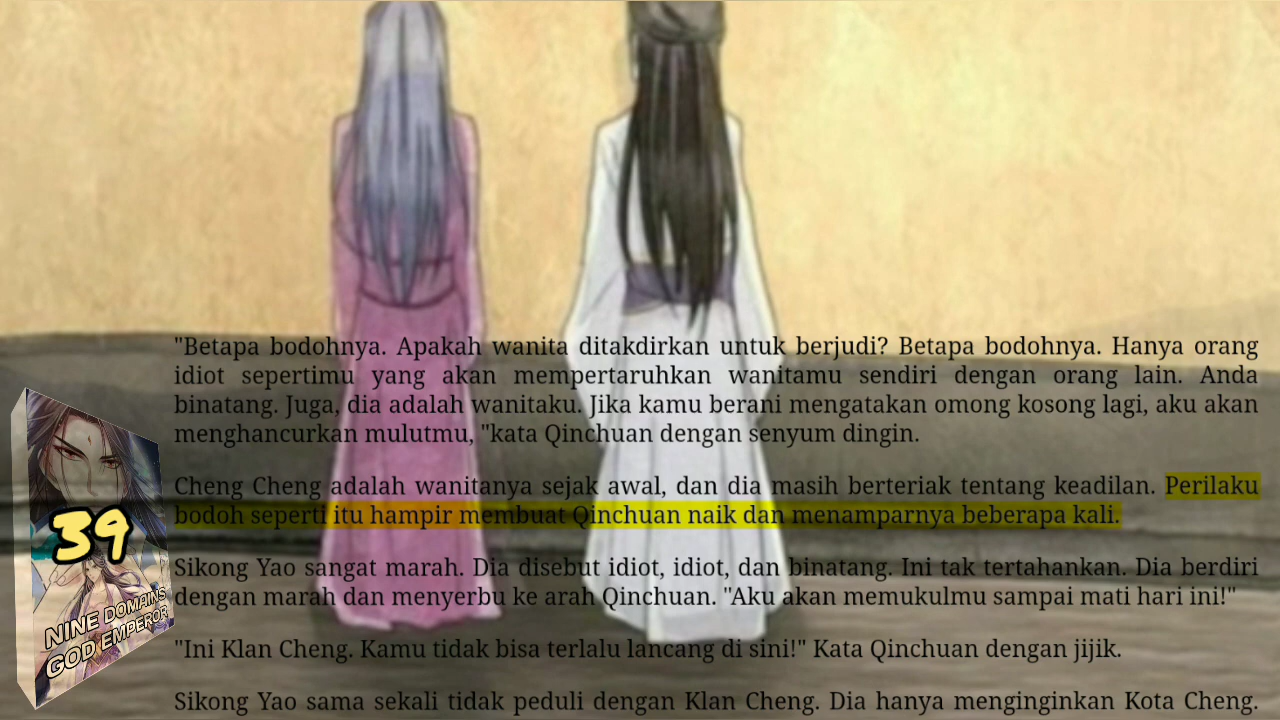 "Betapa bodohnya. Apakah wanita ditakdirkan untuk berjudi? Betapa bodohnya. Hanya orang
idiot sepertimu yang akan mempertaruhkan wanitamu sendiri dengan orang lain. Anda
binatang. Juga, dia adalah wanitaku. Jika kamu berani mengatakan omong kosong lagi, aku akan
menghancurkan mulutmu, "kata Qinchuan dengan senyum dingin.
Cheng Cheng adalah wanitanya sejak awal, dan dia masih berteriak tentang keadilan. Perilaku
bodoh seperti itu hampir membuat Qinchuan naik dan menamparnya beberapa kali.
Sikong Yao sangat marah. Dia disebut idiot, idiot, dan binatang. Ini tak tertahankan. Dia berdiri
dengan marah dan menyerbu ke arah Qinchuan. "Aku akan memukulmu sampai mati hari ini!"
"Ini Klan Cheng. Kamu tidak bisa terlalu lancang di sini!" Kata Qinchuan dengan jijik.
Sikong Yao sama sekali tidak peduli dengan Klan Cheng. Dia hanya menginginkan Kota Cheng.
39
NINE DOMAINS
GOD EMPEROR